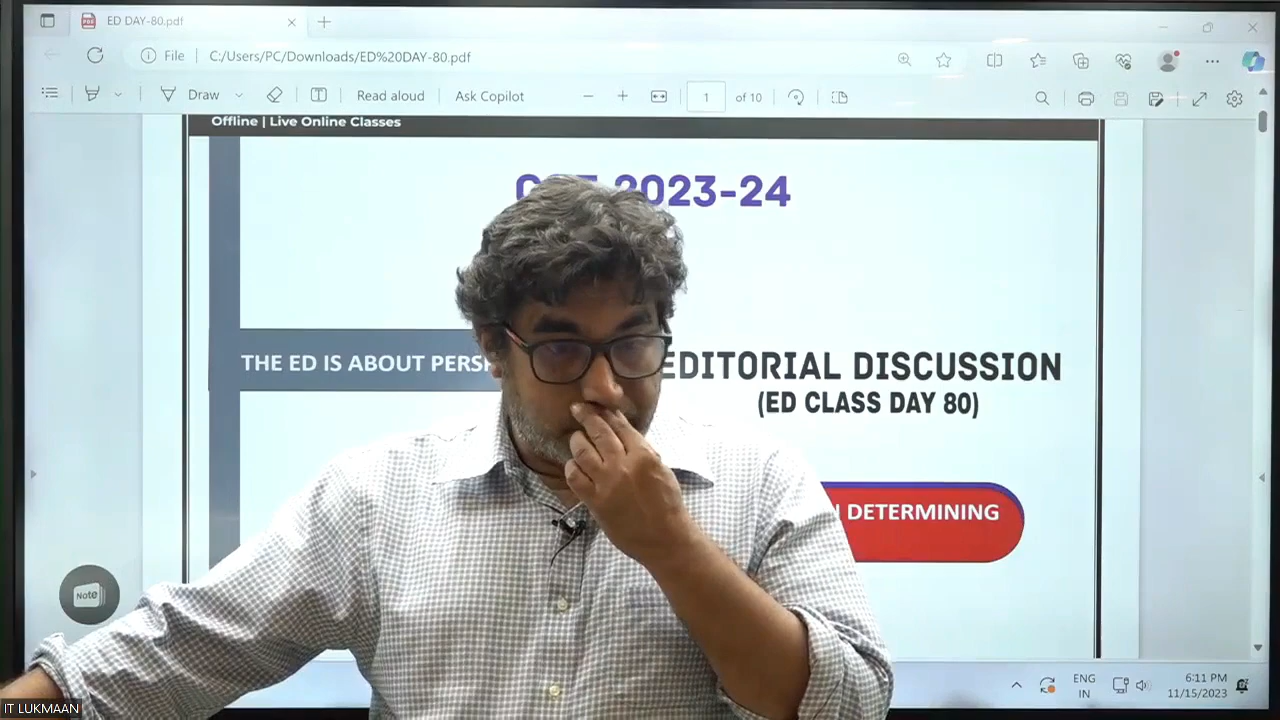 ED DAY-80.pdf
File
C:/Users/PC/Downloads/ED%20DAY-80.pdf
Draw
Read aloud
Ask Copilot
1
of 10
Offline | Live Online Classes
2023-24
THE ED IS ABOUT
EDITORIAL DISCUSSION
(ED CLASS DAY 80)
DETERMINING
Note
ENG
IN
6:11 PM
11/15/2023
IT LUKMAAN